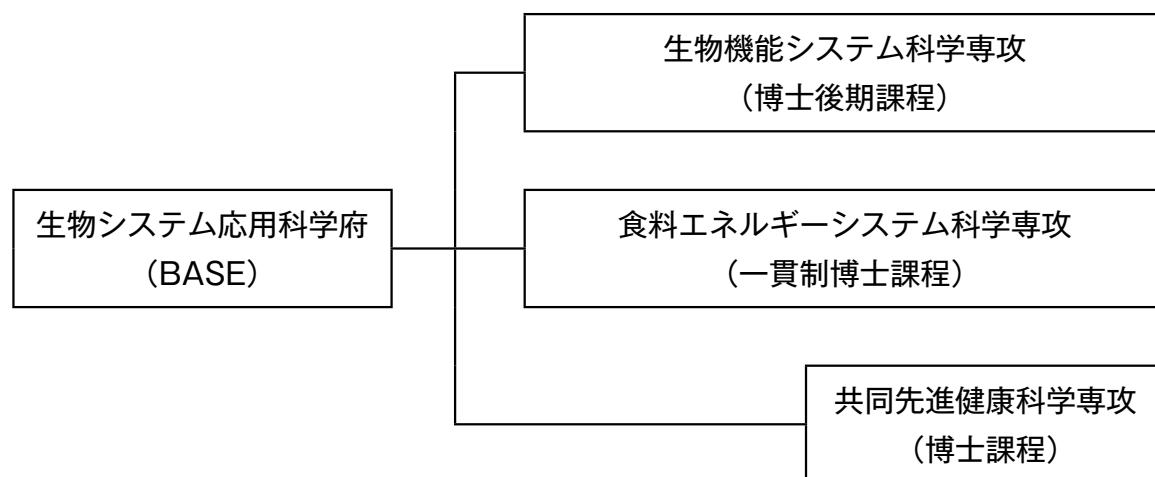 生物機能システム科学専攻
（博士後期課程）
生物システム応用科学府
（BASE）
食料エネルギーシステム科学専攻
（一貫制博士課程）
共同先進健康科学専攻
（博士課程）